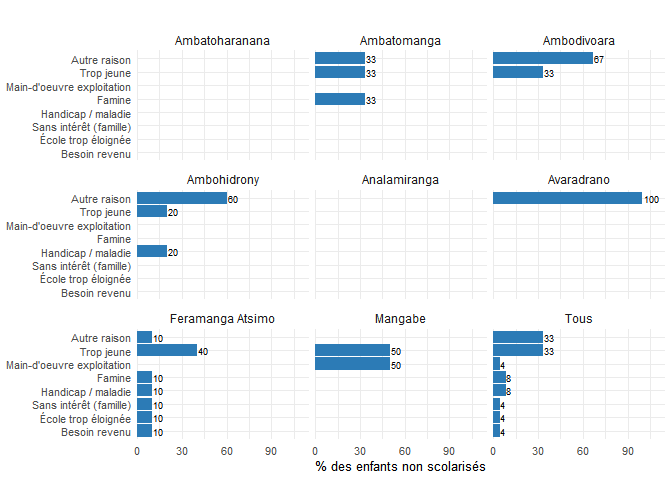 Ambatoharanana Ambatomanga Ambodivoara
Autre raison 33 67
Trop jeune 33 33
Main-d'oeuvre exploitation
Famine 33
Handicap / maladie
Sans intérêt (famille)
École trop éloignée
Besoin revenu
Ambohidrony Analamiranga Avaradrano
Autre raison 60 100
Trop jeune 20
Main-d'oeuvre exploitation
Famine
Handicap / maladie 20
Sans intérêt (famille)
École trop éloignée
Besoin revenu
Feramanga Atsimo Mangabe Tous
Autre raison 10 33
Trop jeune 40 50 33
Main-d'oeuvre exploitation 50 4
Famine 10 8
Handicap / maladie 10 8
Sans intérêt (famille) 10 4
École trop éloignée 10 4
Besoin revenu 10 4
0 30 60 90 0 30 60 90 0 30 60 90
% des enfants non scolarisés